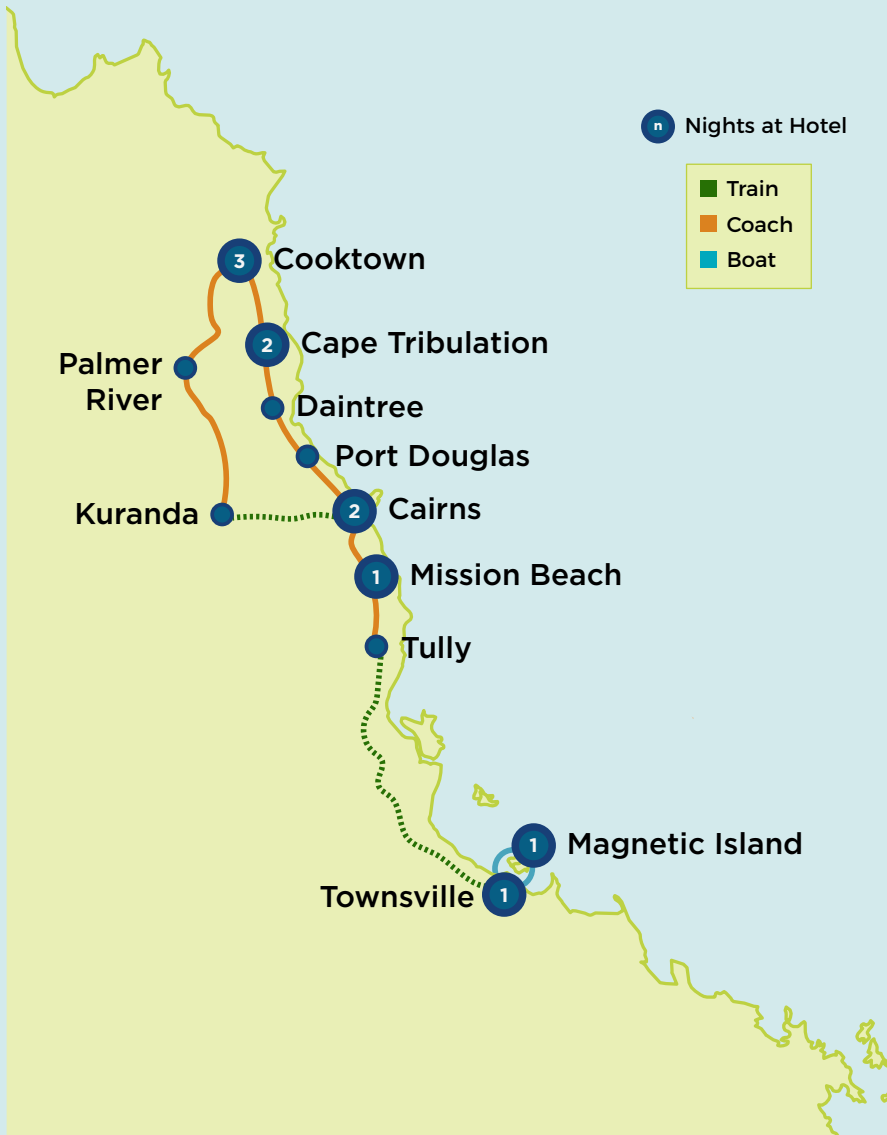 n Nights at Hotel
Train
Coach
Boat
3 Cooktown
2 Cape Tribulation
Palmer
River
Daintree
Port Douglas
Kuranda
2 Cairns
1 Mission Beach
Tully
1 Magnetic Island
Townsville 1